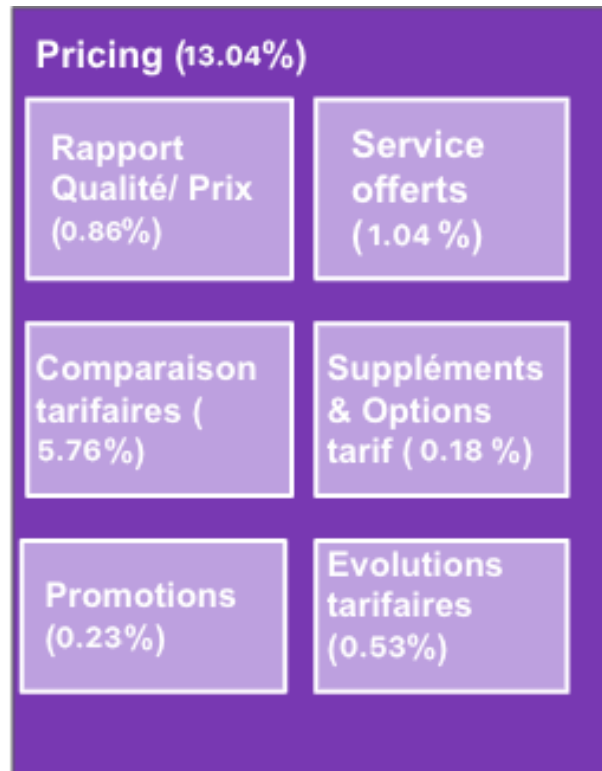 Pricing (13.04%)
Rapport
Qualité/ Prix
(0.86%)
Service
offerts
(1.04 %)
Comparaison
tarifaires (
5.76%)
Suppléments
& Options
tarif ( 0.18 %)
Promotions
(0.23%)
Evolutions
tarifaires
(0.53%)